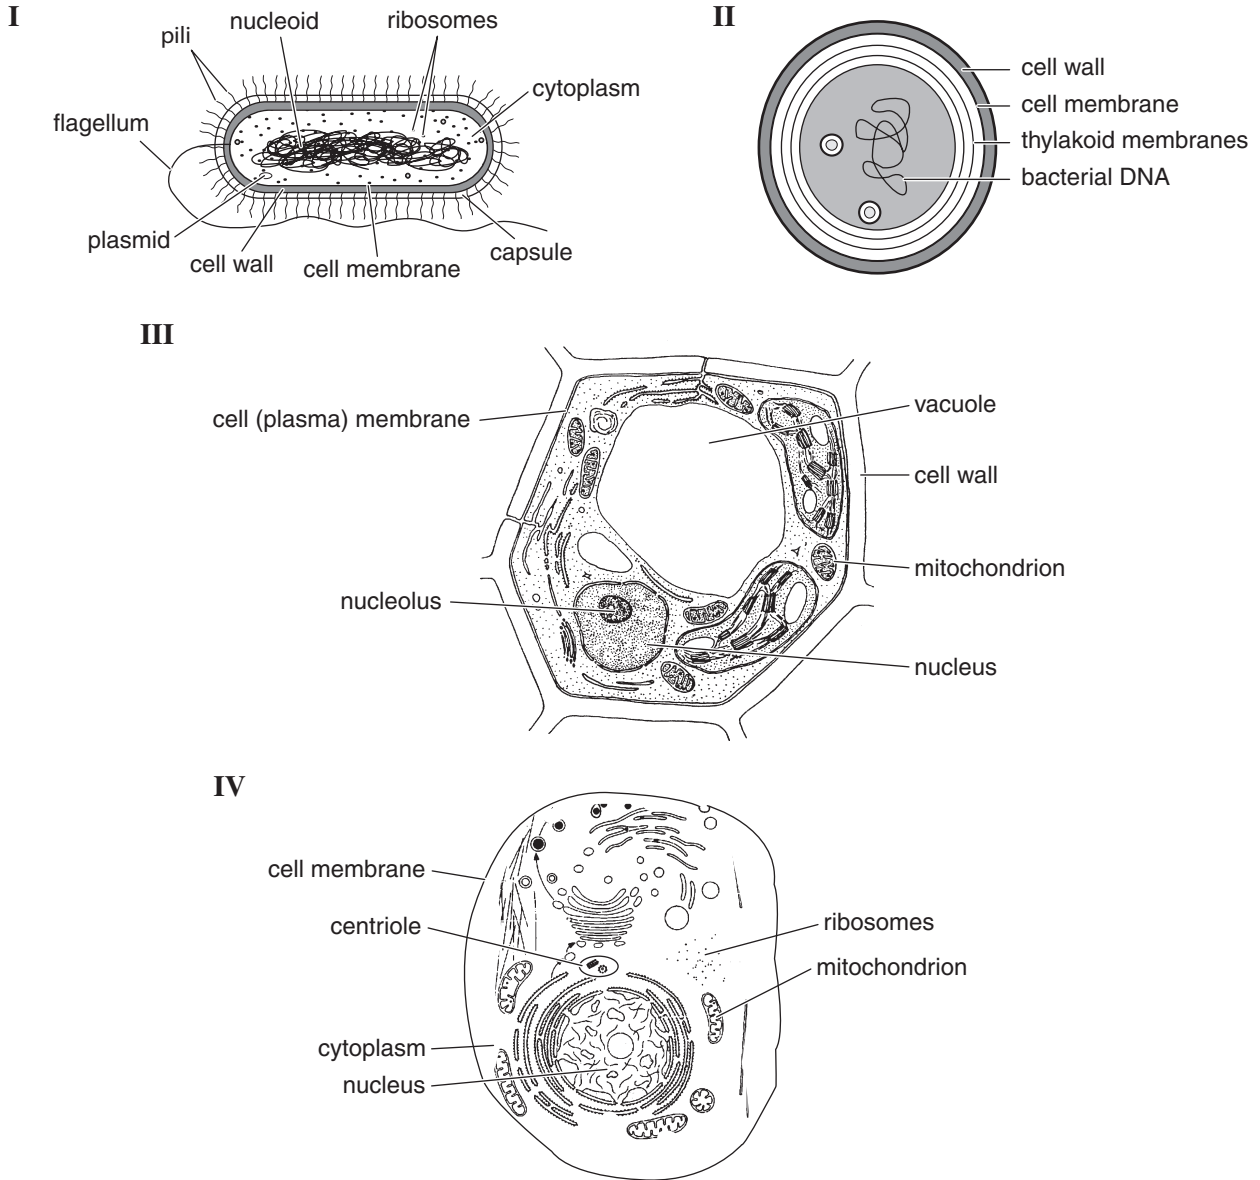 I
pili
nucleoid
ribosomes
cytoplasm
flagellum
plasmid
cell wall
cell membrane
capsule
II
cell wall
cell membrane
thylakoid membranes
bacterial DNA
III
cell (plasma) membrane
vacuole
cell wall
mitochondrion
nucleolus
nucleus
IV
cell membrane
centriole
ribosomes
mitochondrion
cytoplasm
nucleus